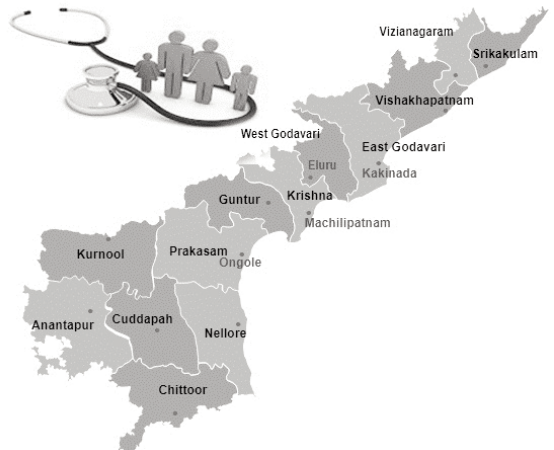 Vizianagaram
Srikakulam
Vishakhapatnam
West Godavari
East Godavari
Eluru
Kakinada
Guntur
Krishna
Machilipatnam
Kurnool
Prakasam
Ongole
Anantapur
Cuddapah
Nellore
Chittoor